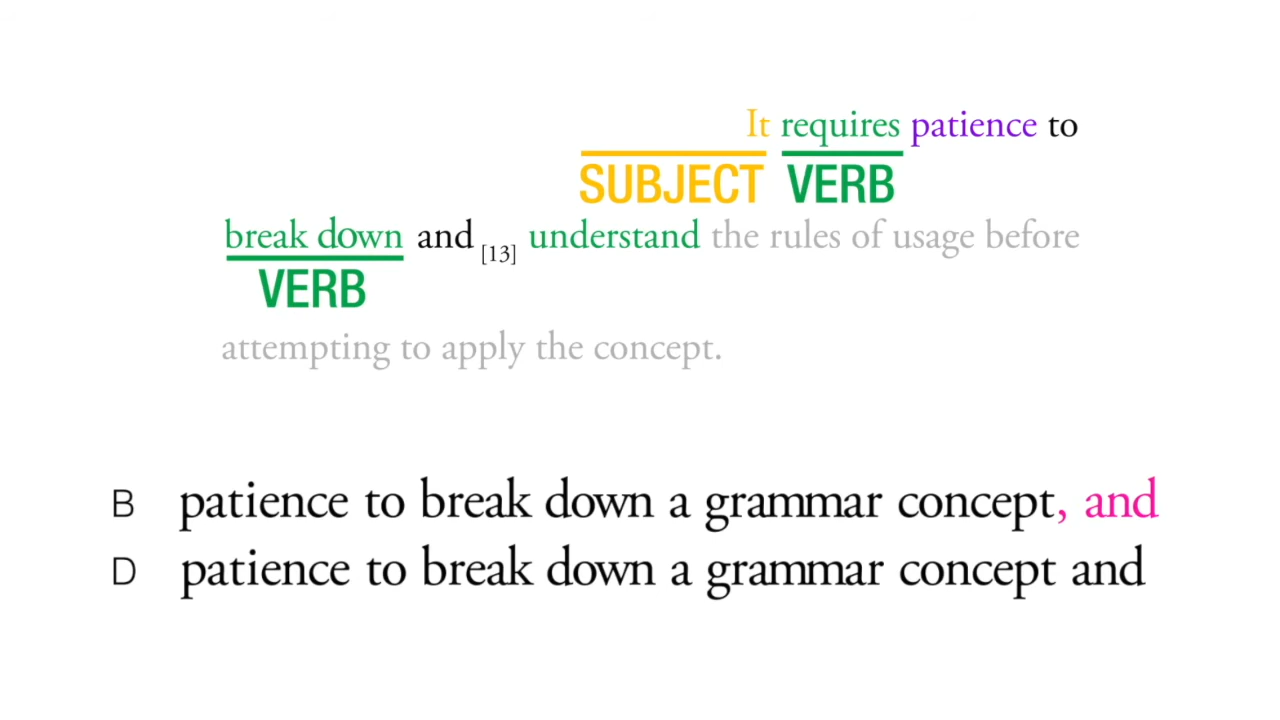 It requires patience to
SUBJECT VERB
break down and [13] understand the rules of usage before
VERB
attempting to apply the concept.
B patience to break down a grammar concept, and
D patience to break down a grammar concept and